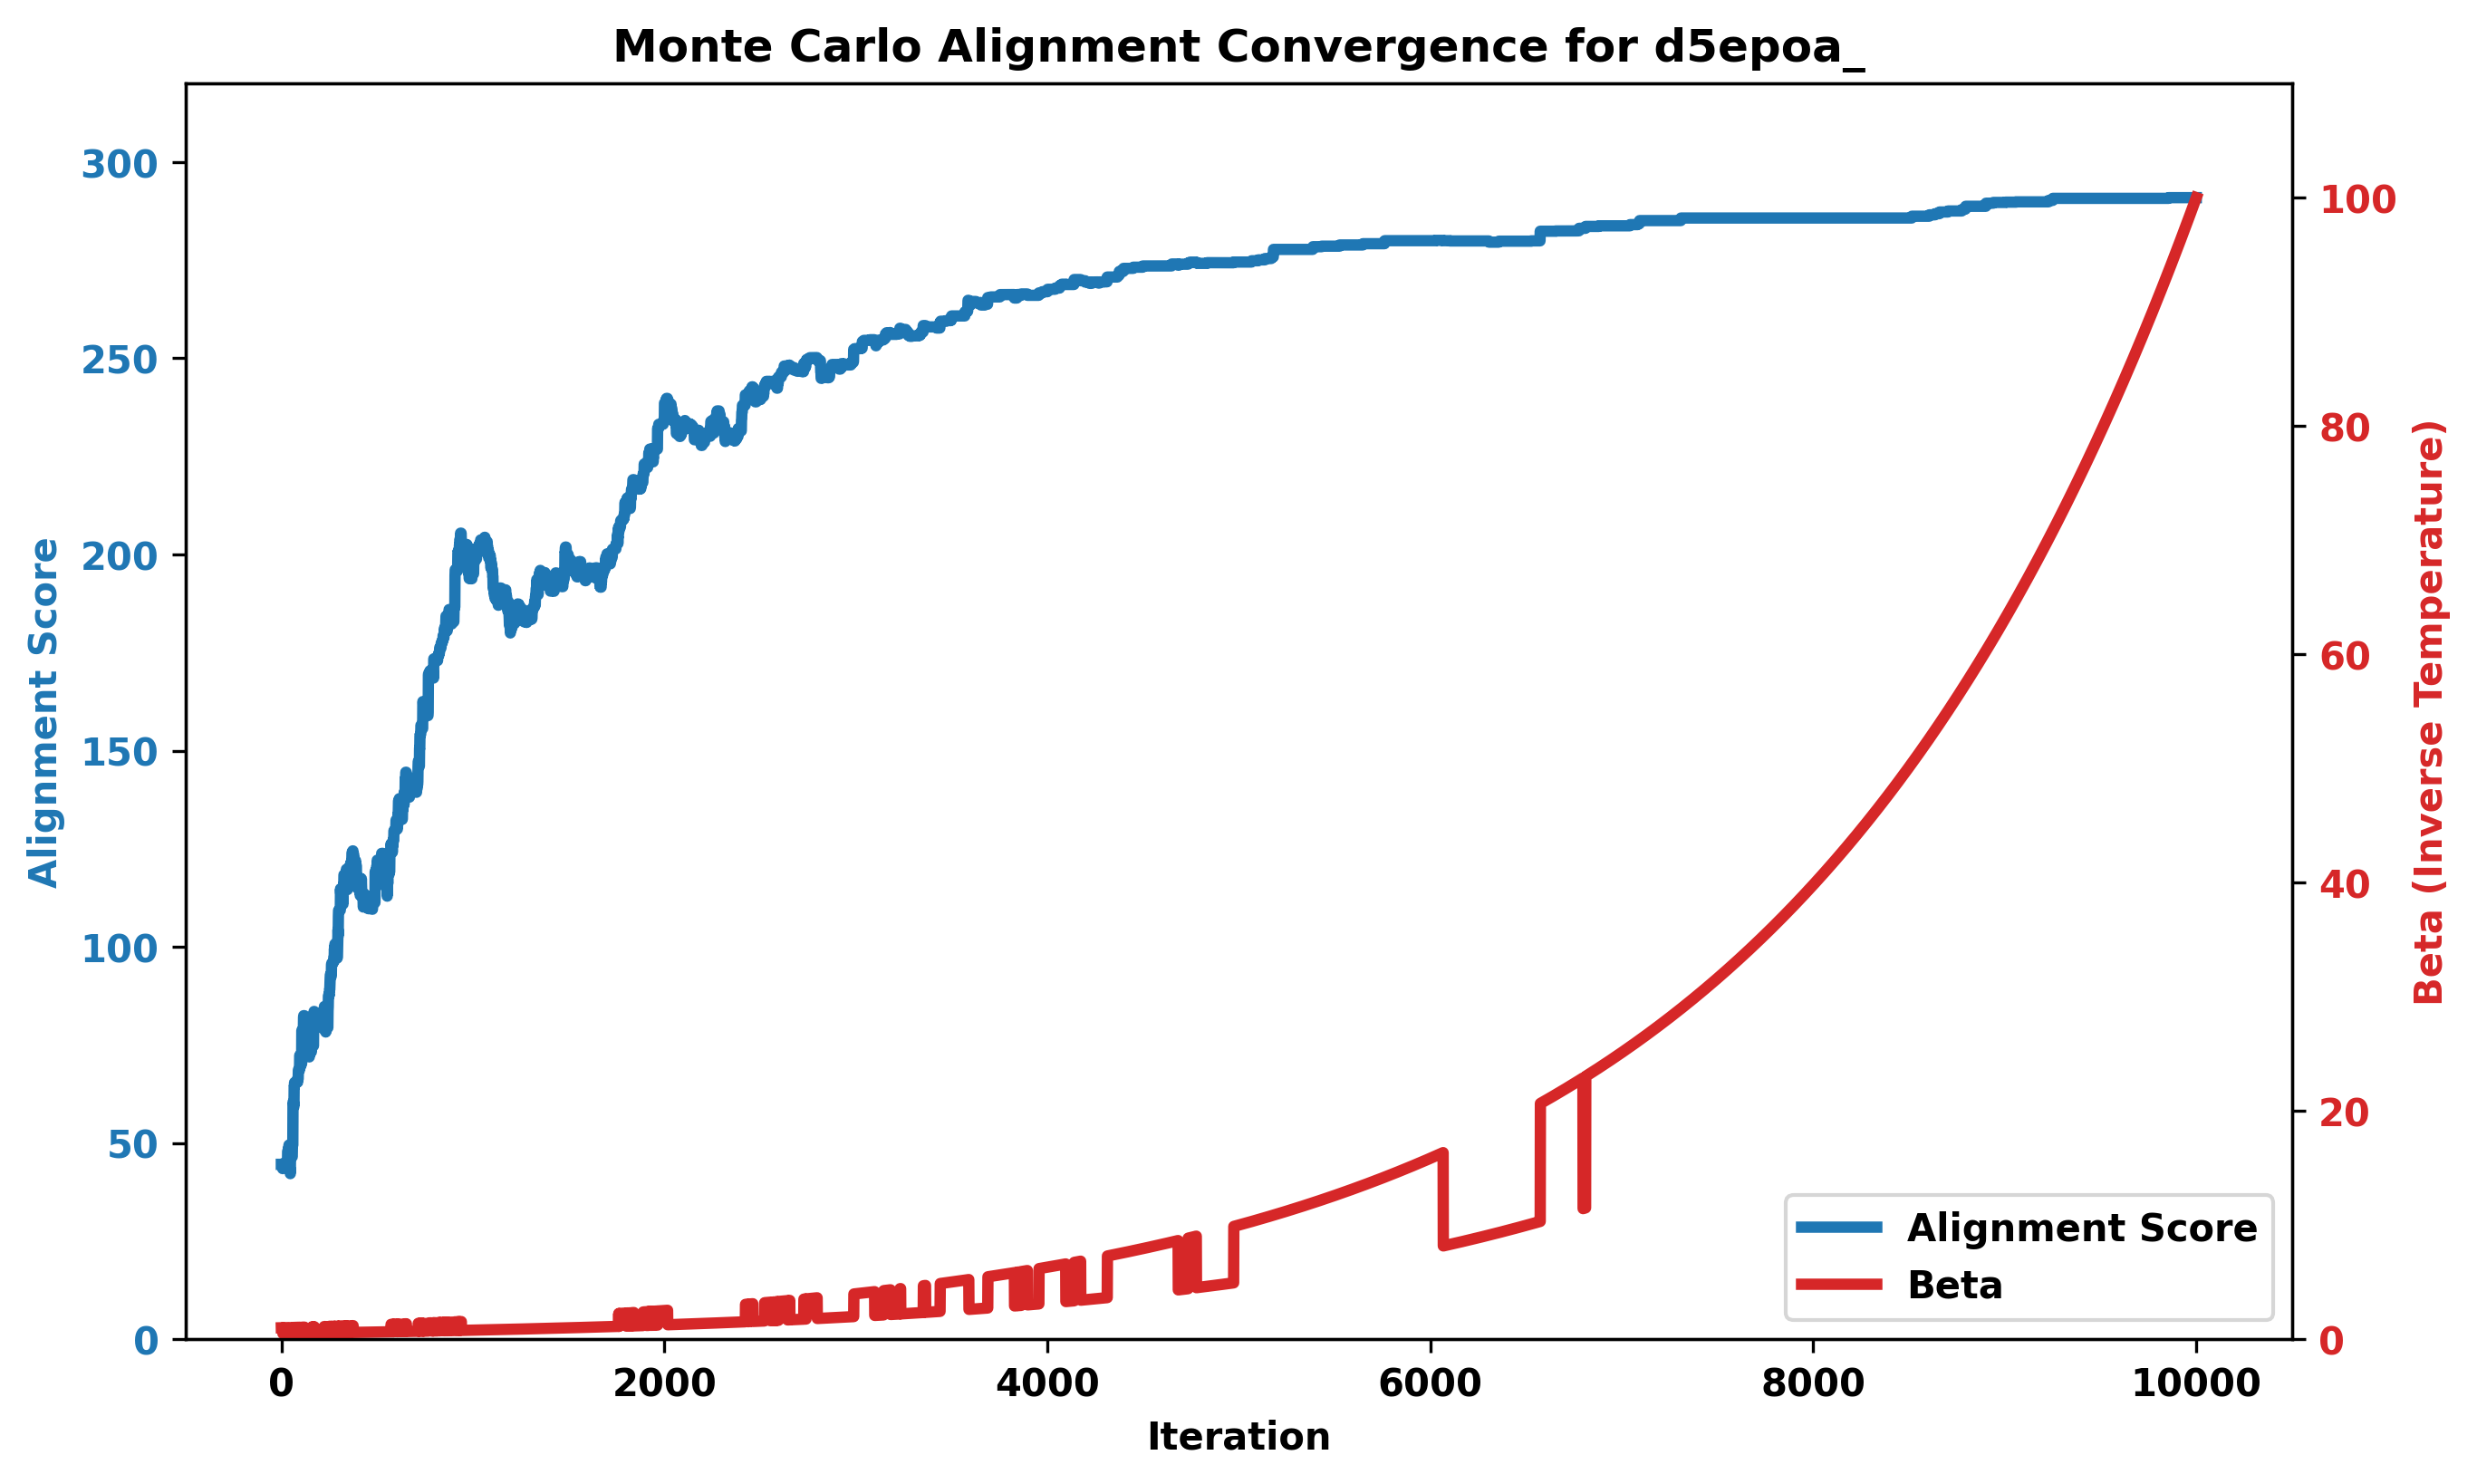 Monte Carlo Alignment Convergence for d5epoa_
Alignment Score
300
250
200
150
100
50
0
100
80
60
40
20
0
Beta (Inverse Temperature)
Alignment Score
Beta
0 2000 4000 6000 8000 10000
Iteration